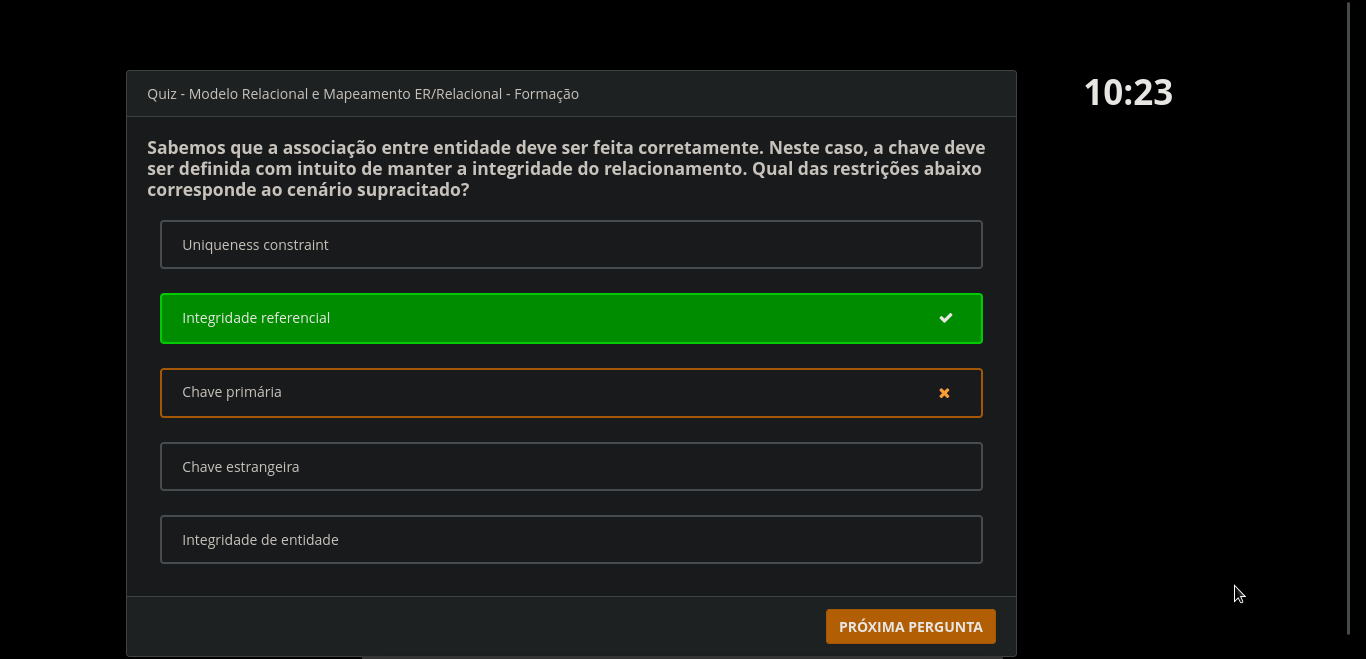 Quiz - Modelo Relacional e Mapeamento ER/Relacional - Formação
10:23
Sabemos que a associação entre entidade deve ser feita corretamente. Neste caso, a chave deve
ser definida com intuito de manter a integridade do relacionamento. Qual das restrições abaixo
corresponde ao cenário supracitado?
Uniqueness constraint
Integridade referencial
Chave primária
Chave estrangeira
Integridade de entidade
PRÓXIMA PERGUNTA